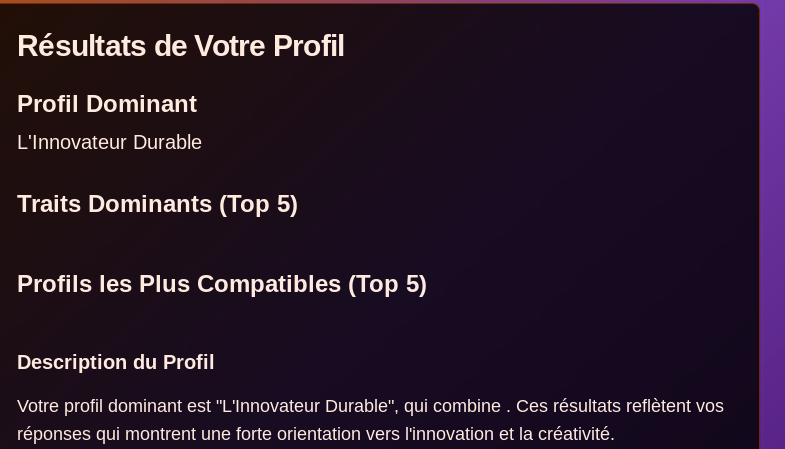 Résultats de Votre Profil
Profil Dominant
L'Innovateur Durable
Traits Dominants (Top 5)
Profils les Plus Compatibles (Top 5)
Description du Profil
Votre profil dominant est "L'Innovateur Durable", qui combine . Ces résultats reflètent vos
réponses qui montrent une forte orientation vers l'innovation et la créativité.